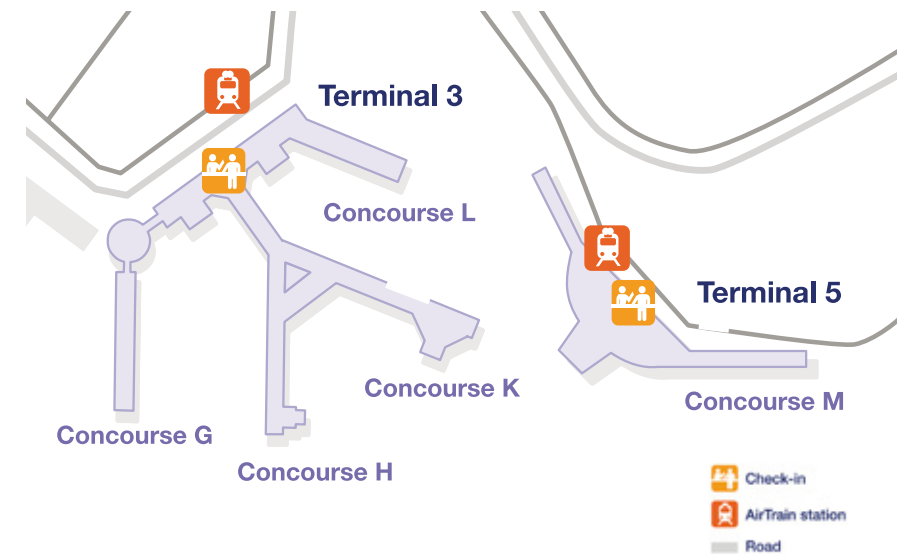 Terminal 3
Concourse L
Terminal 5
Concourse K
Concourse M
Concourse G
Concourse H
Check-in
AirTrain station
Road